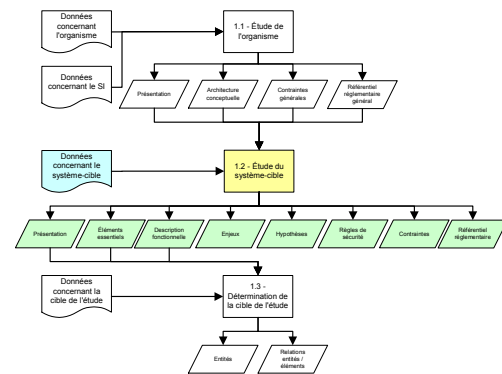 Données
concernant
l'organisme
1.1 - Étude de
l'organisme
Données
concernant le SI
Présentation
Architecture
conceptuelle
Contraintes
générales
Référentiel
règlementaire
général
Données
concernant le
système-cible
1.2 - Étude du
système-cible
Présentation
Éléments
essentiels
Description
fonctionnelle
Enjeux
Hypothèses
Règles de
sécurité
Contraintes
Référentiel
réglementaire
Données
concernant la
cible de l'étude
1.3 -
Détermination de
la cible de l'étude
Entités
Relations
entités /
éléments